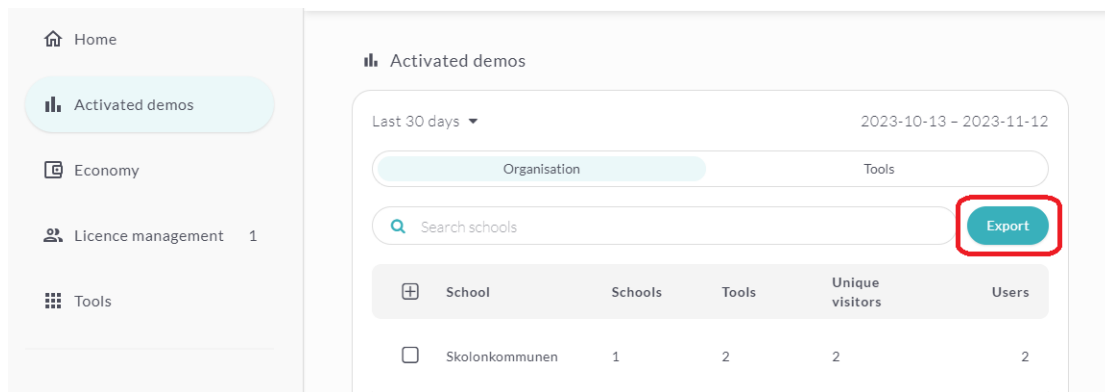 Home
Activated demos
Economy
Licence management 1
Tools
Activated demos
Last 30 days 2023-10-13 – 2023-11-12
Organisation Tools
Search schools Export
School Schools Tools Unique visitors Users
Skolonkommunen 1 2 2 2